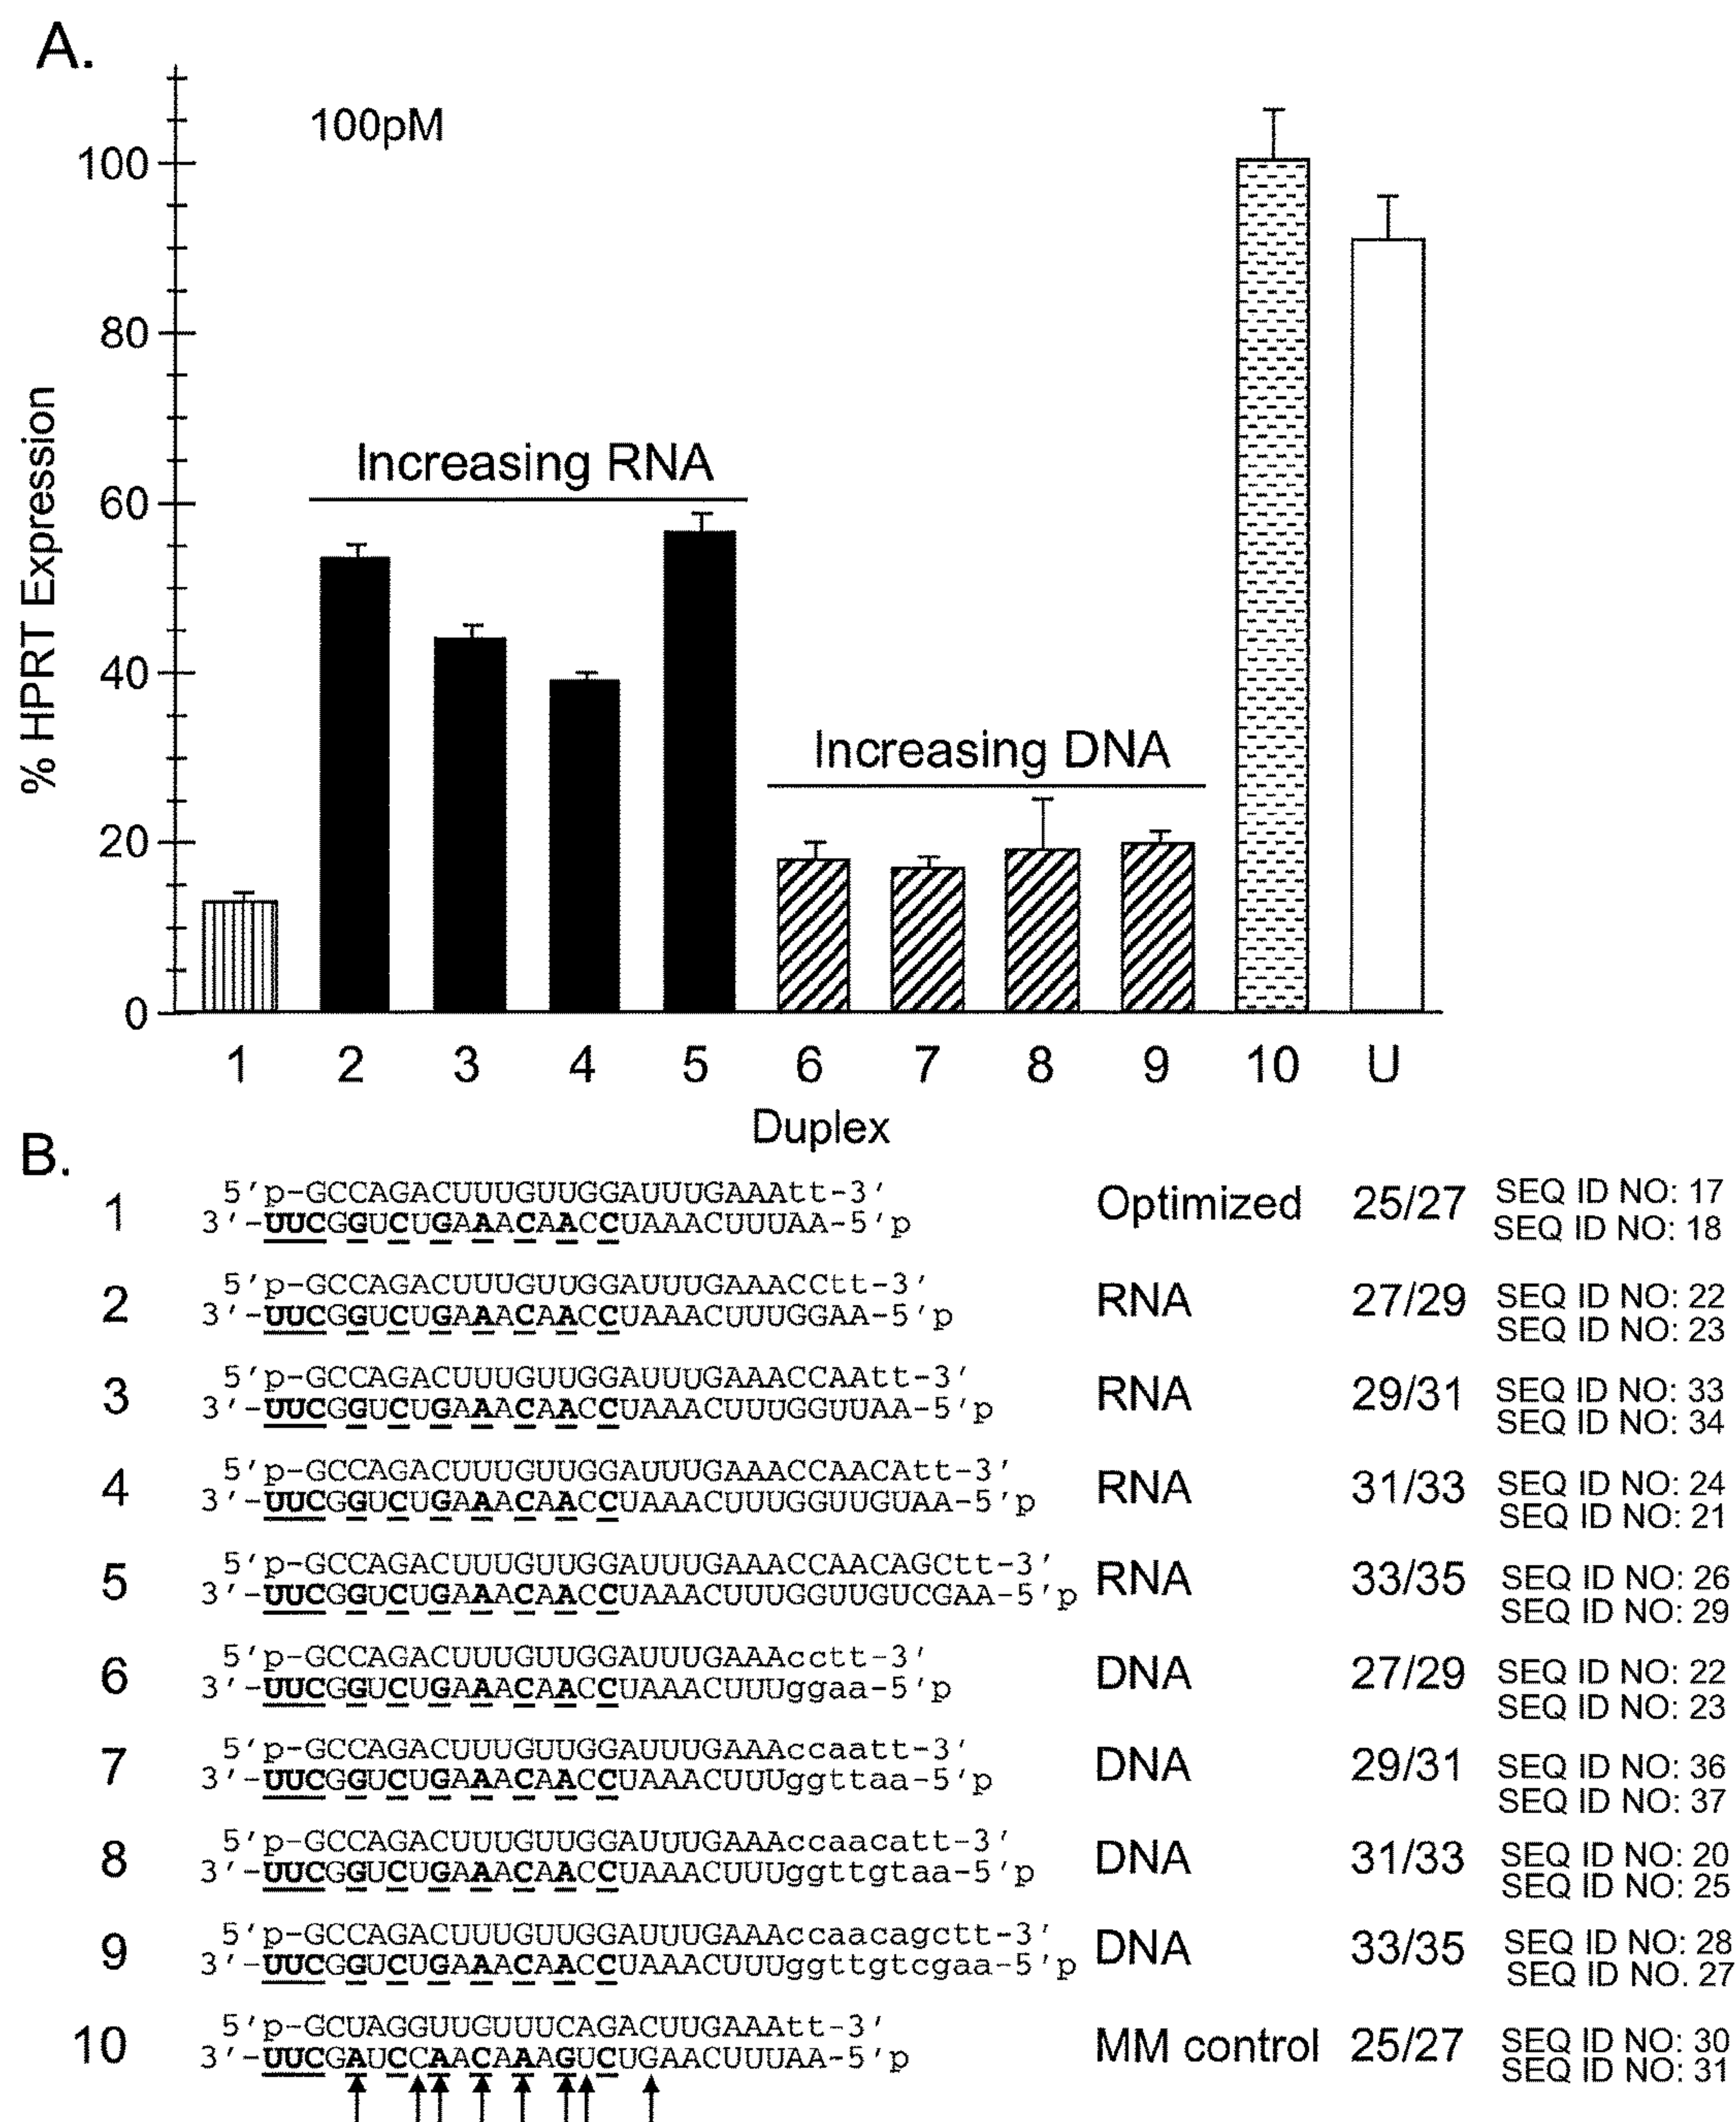 A.
100pM
100
80
60
40
20
0
% HPRT Expression
Increasing RNA
Increasing DNA
1 2 3 4 5 6 7 8 9 10 U
Duplex
B.
1
5′p-GCCAGACUUUGUUGGAUUUGAAAtt-3′
3′-UUCGGUCUGAAACAACCUAAACUUUAA-5′p
Optimized 25/27
SEQ ID NO: 17
SEQ ID NO: 18
2
5′p-GCCAGACUUUGUUGGAUUUGAAACCtt-3′
3′-UUCGGUCUGAAACAACCUAAACUUUGGAA-5′p
RNA 27/29
SEQ ID NO: 22
SEQ ID NO: 23
3
5′p-GCCAGACUUUGUUGGAUUUGAAACCAAtt-3′
3′-UUCGGUCUGAAACAACCUAAACUUUGGUUAA-5′p
RNA 29/31
SEQ ID NO: 33
SEQ ID NO: 34
4
5′p-GCCAGACUUUGUUGGAUUUGAAACCAACAtt-3′
3′-UUCGGUCUGAAACAACCUAAACUUUGGUUGUAA-5′p
RNA 31/33
SEQ ID NO: 24
SEQ ID NO: 21
5
5′p-GCCAGACUUUGUUGGAUUUGAAACCAACAGCtt-3′
3′-UUCGGUCUGAAACAACCUAAACUUUGGUUGUCGAA-5′p
RNA 33/35
SEQ ID NO: 26
SEQ ID NO: 29
6
5′p-GCCAGACUUUGUUGGAUUUGAAAcctt-3′
3′-UUCGGUCUGAAACAACCUAAACUUUggaa-5′p
DNA 27/29
SEQ ID NO: 22
SEQ ID NO: 23
7
5′p-GCCAGACUUUGUUGGAUUUGAAAccaatt-3′
3′-UUCGGUCUGAAACAACCUAAACUUUggttaa-5′p
DNA 29/31
SEQ ID NO: 36
SEQ ID NO: 37
8
5′p-GCCAGACUUUGUUGGAUUUGAAAccaacatt-3′
3′-UUCGGUCUGAAACAACCUAAACUUUggttgtaa-5′p
DNA 31/33
SEQ ID NO: 20
SEQ ID NO: 25
9
5′p-GCCAGACUUUGUUGGAUUUGAAAccaacagctt-3′
3′-UUCGGUCUGAAACAACCUAAACUUUggttgtcgaa-5′p
DNA 33/35
SEQ ID NO: 28
SEQ ID NO. 27
10
5′p-GCUAGGUUGUUUCAGACUUGAAAtt-3′
3′-UUCGAUCCAACAAAGUCUGAACUUUAA-5′p
MM control 25/27
SEQ ID NO: 30
SEQ ID NO: 31